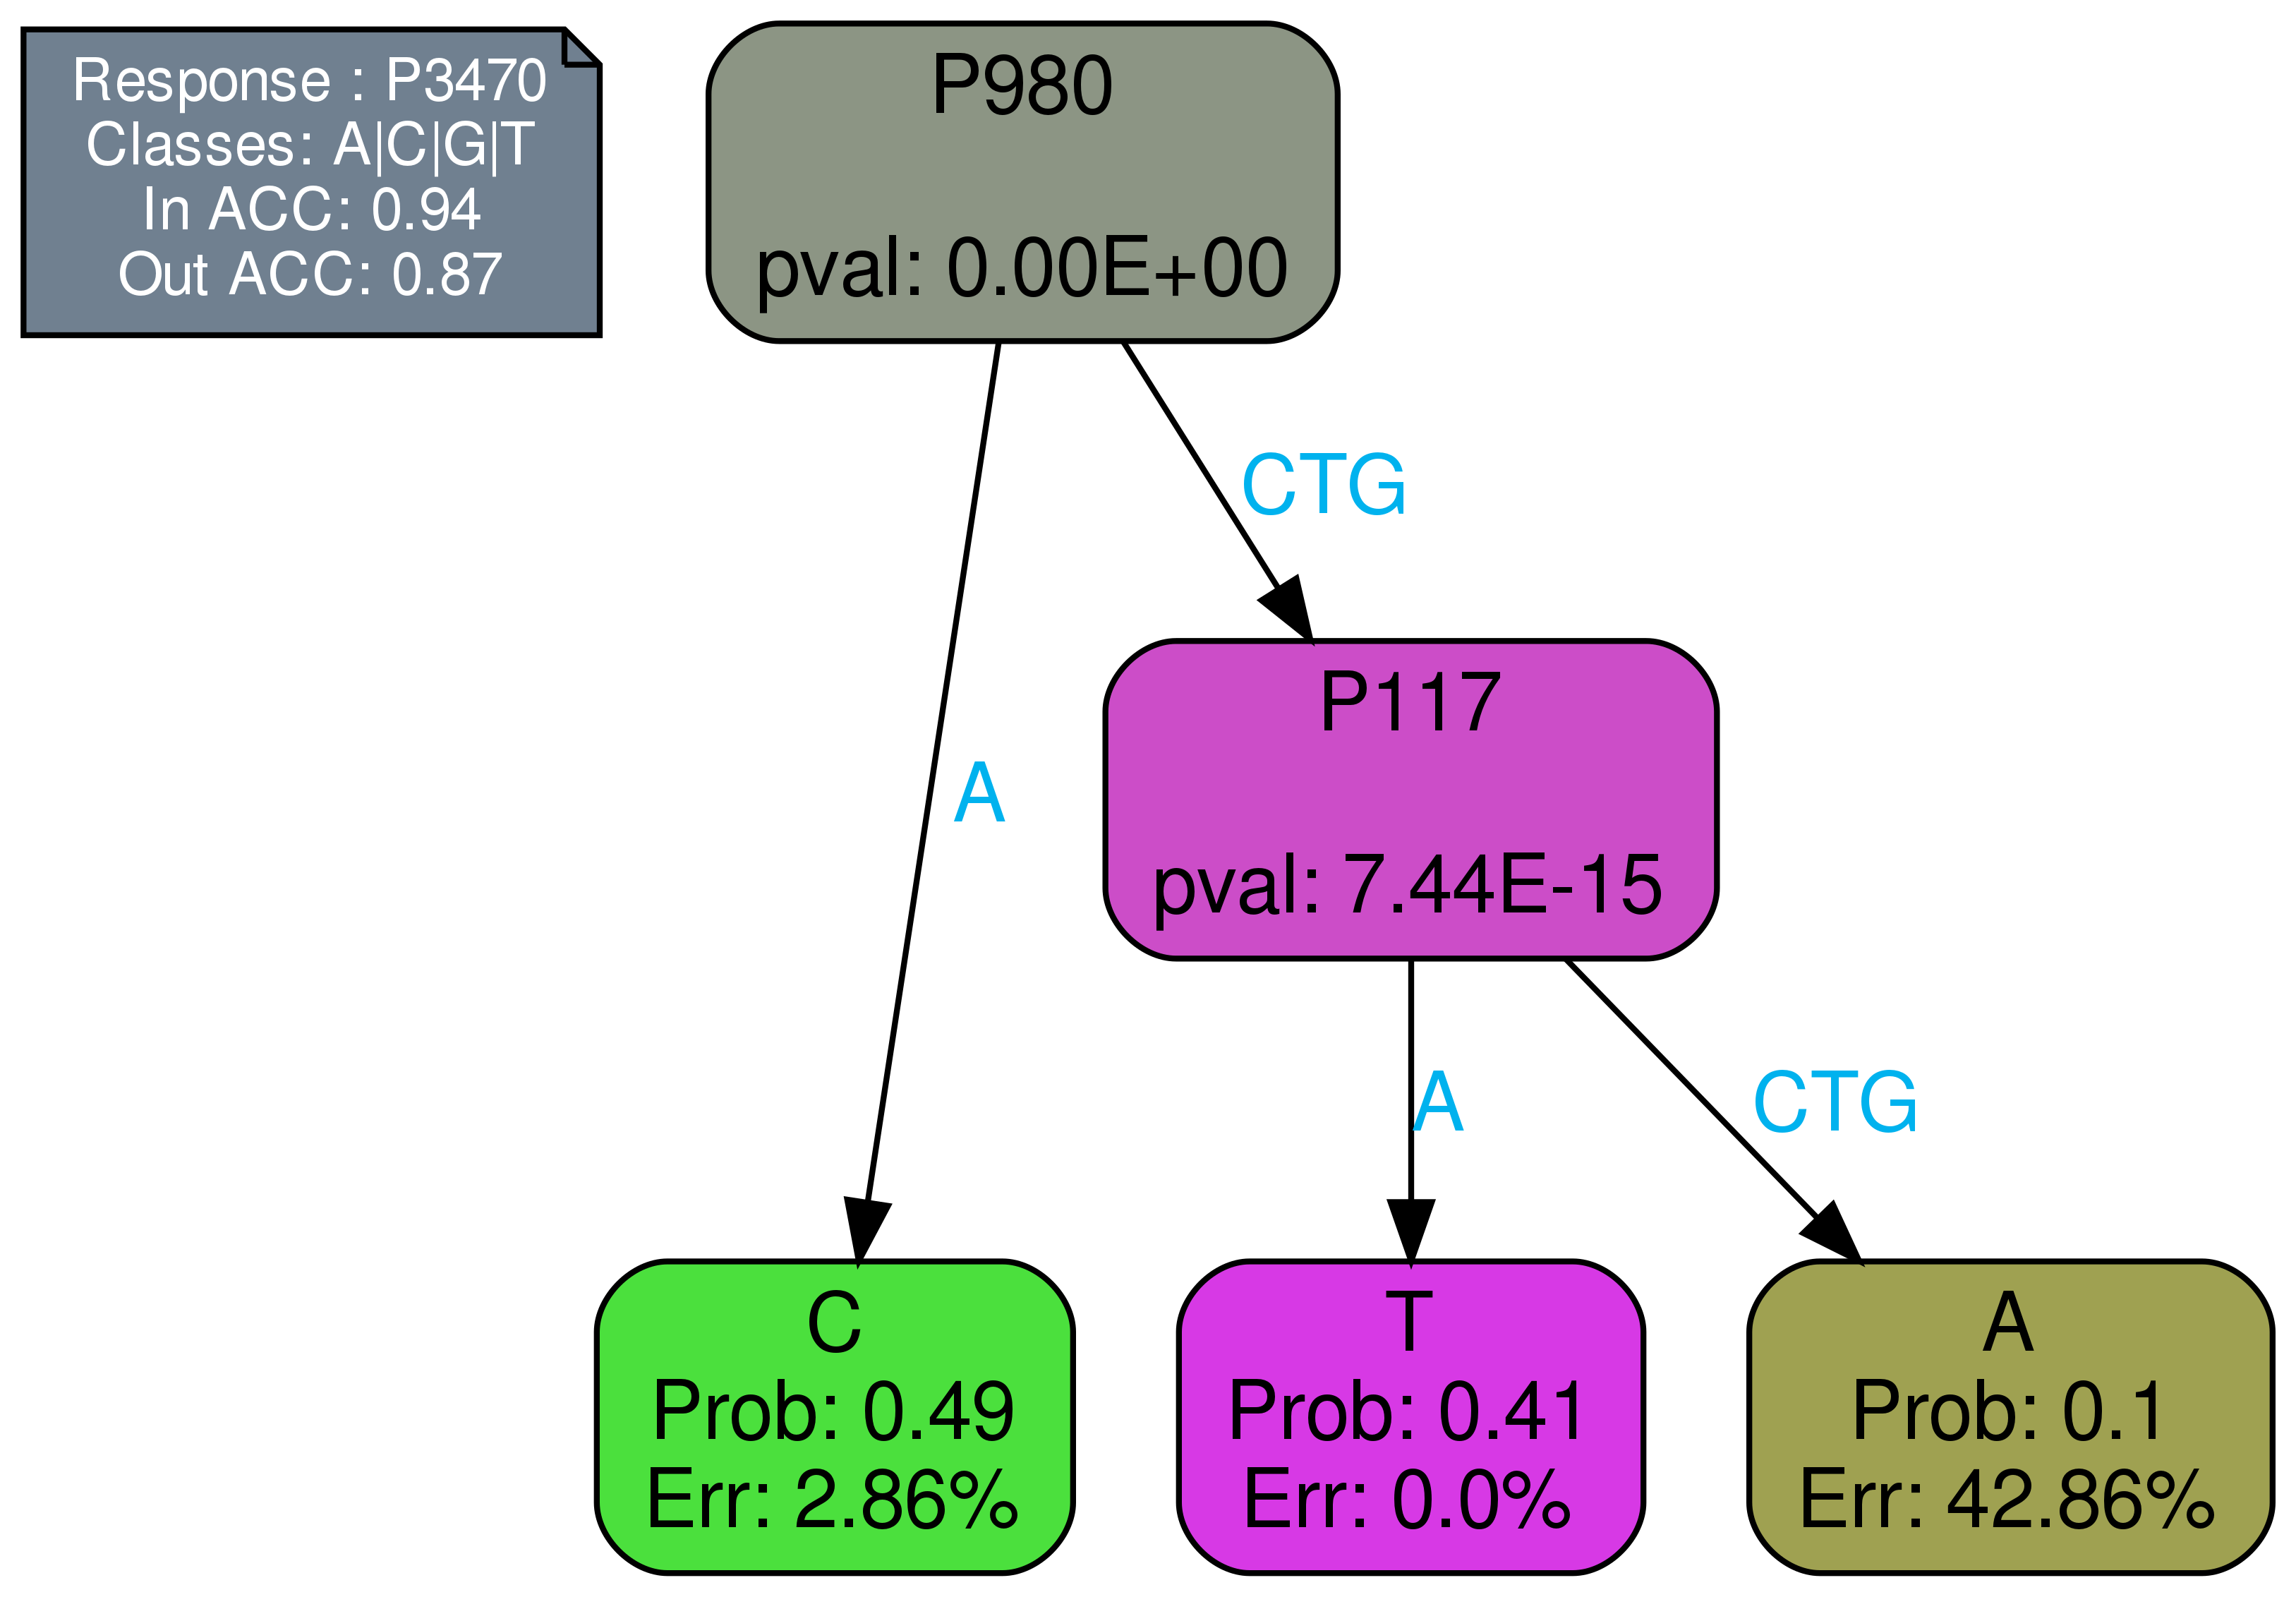 Response : P3470
Classes: A|C|G|T
In ACC: 0.94
Out ACC: 0.87
P980
pval: 0.00E+00
CTG
P117
pval: 7.44E-15
A
A
CTG
C
Prob: 0.49
Err: 2.86%
T
Prob: 0.41
Err: 0.0%
A
Prob: 0.1
Err: 42.86%